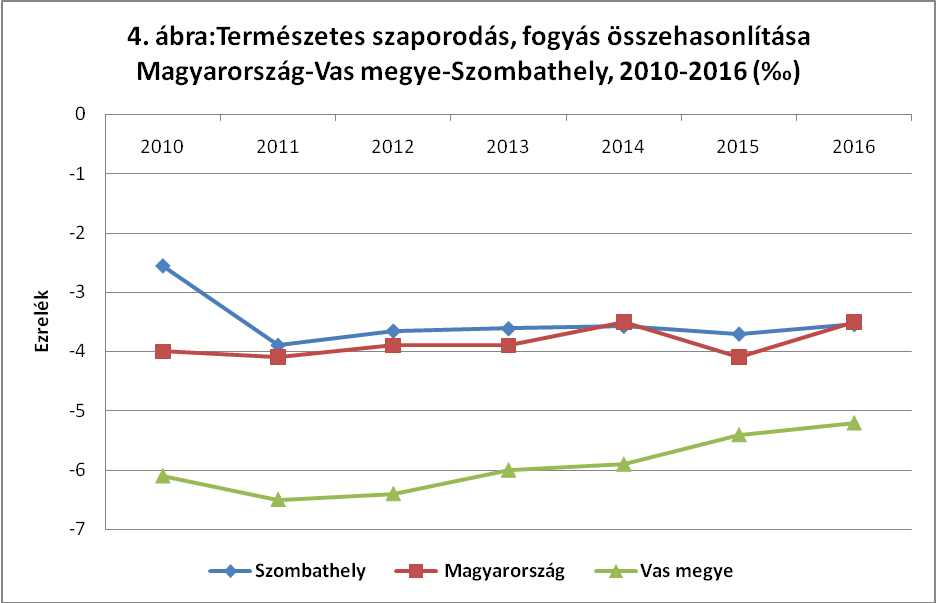 4. ábra:Természetes szaporodás, fogyás összehasonlítása
Magyarország-Vas megye-Szombathely, 2010-2016 (‰)
0
2010 2011 2012 2013 2014 2015 2016
-1
-2
-3
-4
-5
-6
-7
Ezrelék
Szombathely Magyarország Vas megye